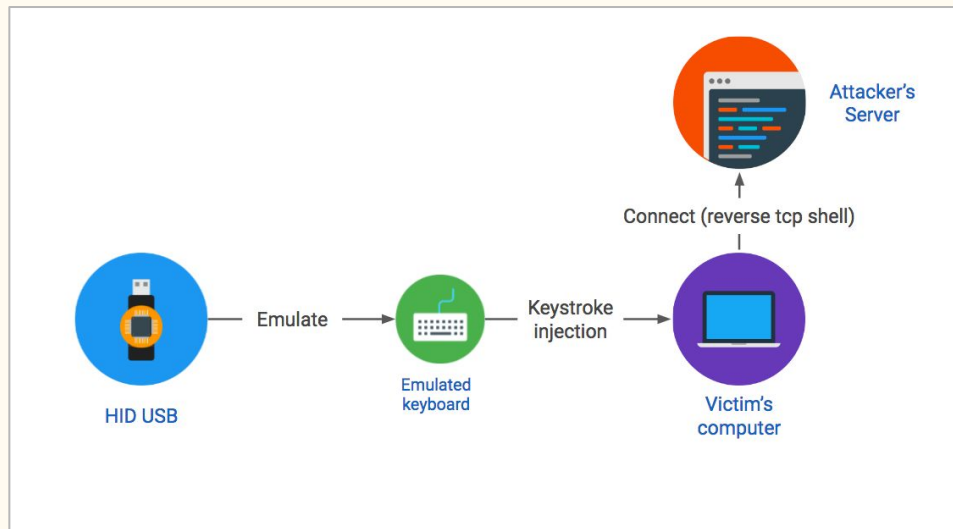 Attacker's
Server
Connect (reverse tcp shell)
HID USB
Emulate
Emulated
keyboard
Keystroke
injection
Victim's
computer